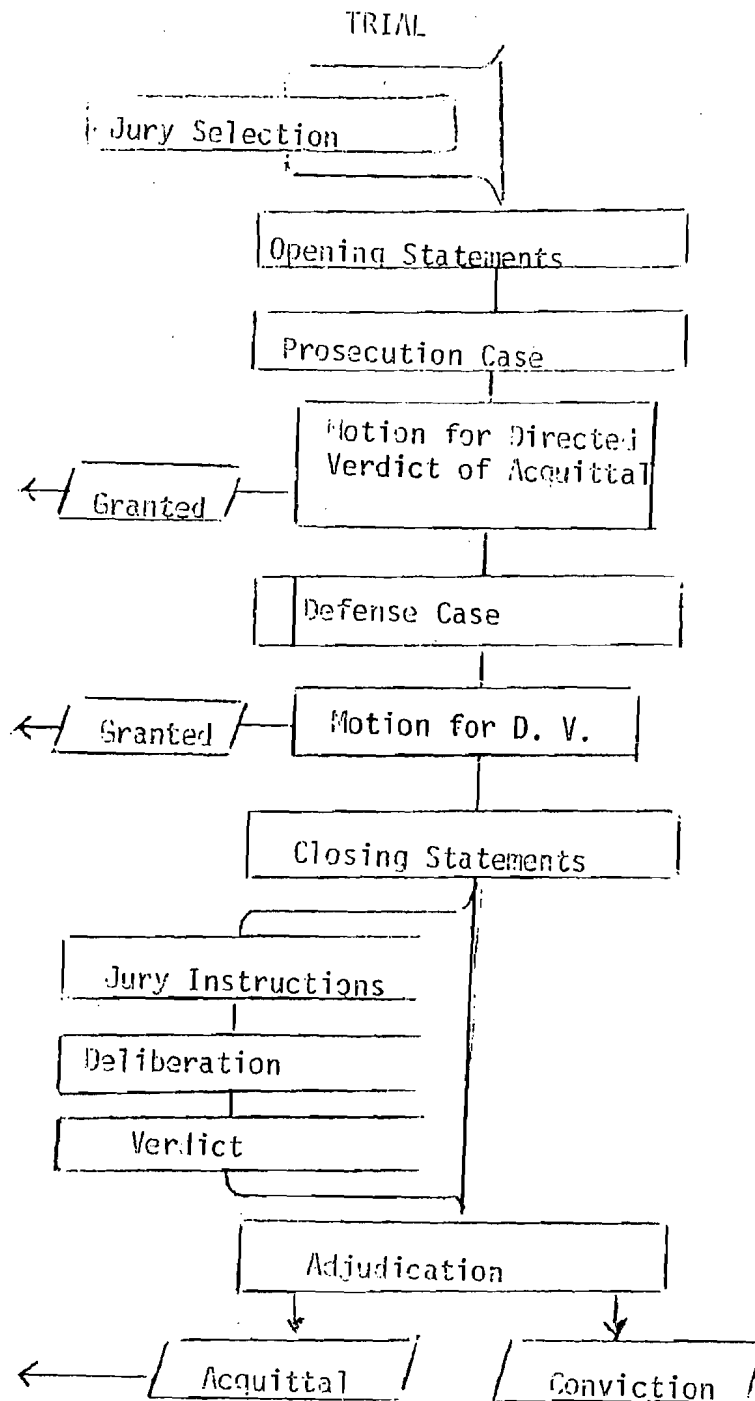 TRIAL
Jury Selection
Opening Statements
Prosecution Case
Motion for Directed
Verdict of Acquittal
Granted
Defense Case
Granted
Motion for D. V.
Closing Statements
Jury Instructions
Deliberation
Verdict
Adjudication
Acquittal
Conviction